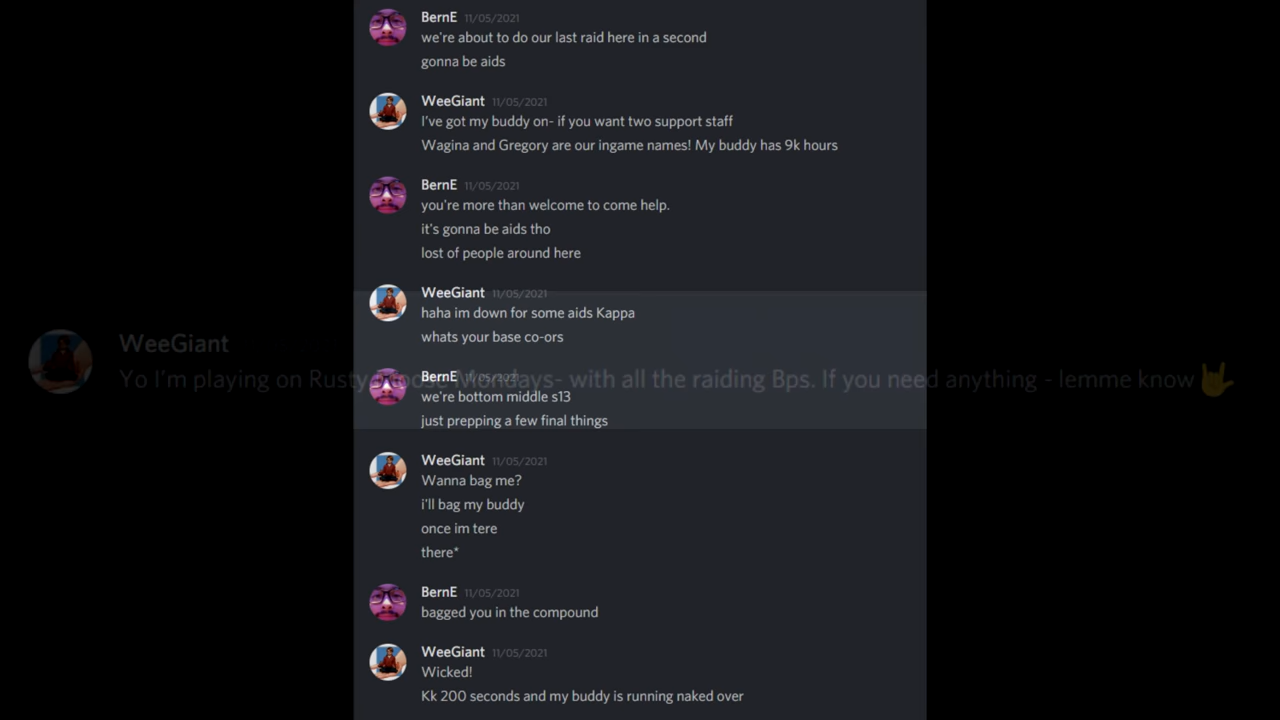 BernE 11/05/2021
we're about to do our last raid here in a second
gonna be aids
WeeGiant 11/05/2021
I've got my buddy on- if you want two support staff
Wagina and Gregory are our ingame names! My buddy has 9k hours
BernE 11/05/2021
you're more than welcome to come help.
it's gonna be aids tho
lost of people around here
WeeGiant 11/05/2021
haha im down for some aids Kappa
whats your base co-ors
WeeGiant
Yo I'm playing on Rusty Moose Mondays- with all the raiding Bps. If you need anything - lemme know
BernE 11/05/2021
we're bottom middle s13
just prepping a few final things
WeeGiant 11/05/2021
Wanna bag me?
i'll bag my buddy
once im tere
there*
BernE 11/05/2021
bagged you in the compound
WeeGiant 11/05/2021
Wicked!
Kk 200 seconds and my buddy is running naked over